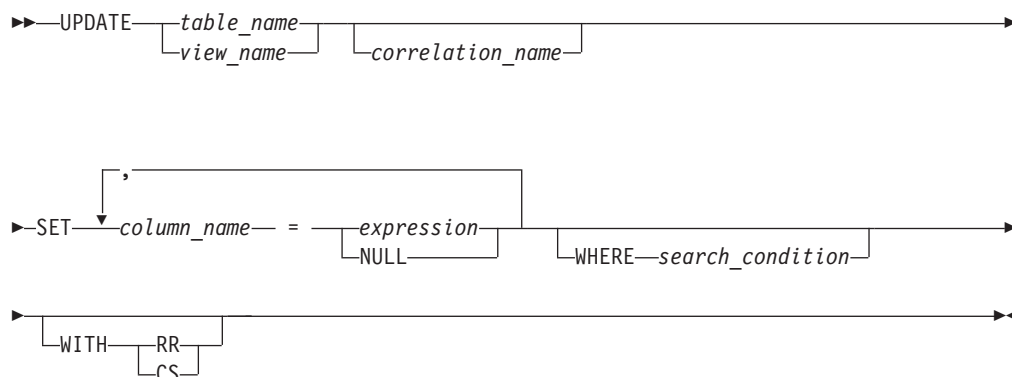 UPDATE table_name
view_name correlation_name
,
SET column_name = expression
NULL WHERE search_condition
WITH RR
CS